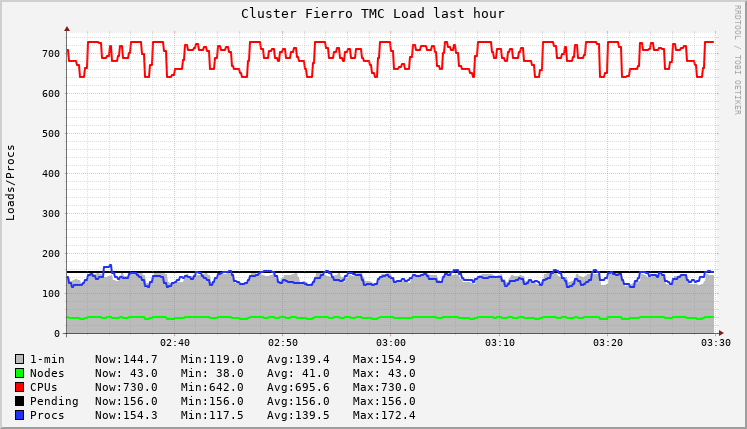 Cluster Fierro TMC Load last hour
RRDTOOL / TOBI OETIKER
Loads/Procs
700
600
500
400
300
200
100
0
02:40 02:50 03:00 03:10 03:20 03:30
1-min Now:144.7 Min:119.0 Avg:139.4 Max:154.9
Nodes Now: 43.0 Min: 38.0 Avg: 41.0 Max: 43.0
CPUs Now:730.0 Min:642.0 Avg:695.6 Max:730.0
Pending Now:156.0 Min:156.0 Avg:156.0 Max:156.0
Procs Now:154.3 Min:117.5 Avg:139.5 Max:172.4